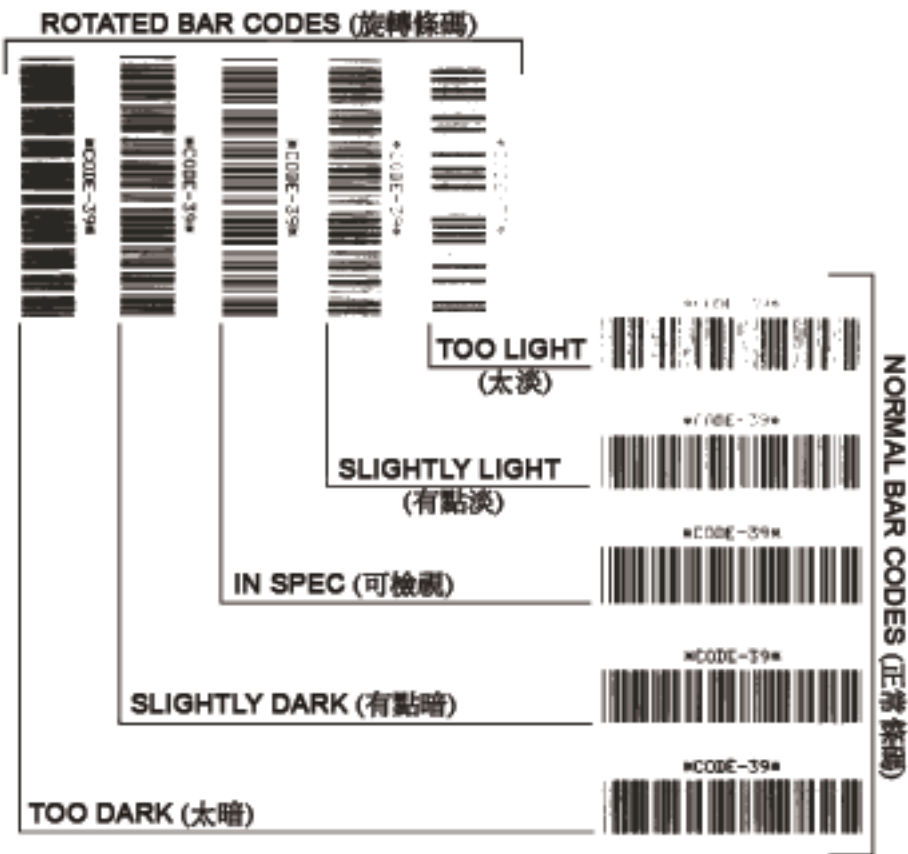 ROTATED BAR CODES (旋轉條碼)
*CODE-39*
*CODE-39*
*CODE-39*
*CODE-39*
TOO LIGHT
(太淡)
SLIGHTLY LIGHT
(有點淡)
*CODE-39*
IN SPEC (可檢視)
*CODE-39*
SLIGHTLY DARK (有點暗)
*CODE-39*
TOO DARK (太暗)
*CODE-39*
NORMAL BAR CODES (正常條碼)